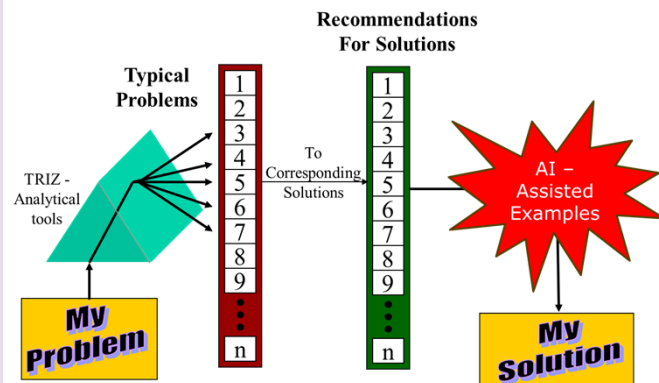 Recommendations
For Solutions
Typical
Problems
TRIZ -
Analytical
tools
1
2
3
4
5
6
7
8
9
n
To
Corresponding
Solutions
1
2
3
4
5
6
7
8
9
n
AI –
Assisted
Examples
My
Problem
My
Solution